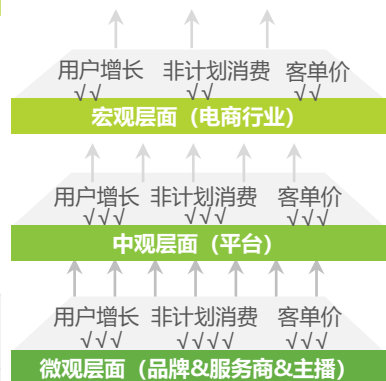 用户增长 非计划消费 客单价
√√ √√ √√
宏观层面（电商行业）
用户增长 非计划消费 客单价
√√√ √√√ √√√
中观层面（平台）
用户增长 非计划消费 客单价
√√√ √√√√ √√√
微观层面（品牌&服务商&主播）